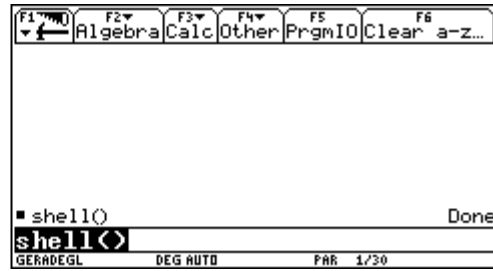 F1 F2 F3 F4 F5 F6
Algebra Calc Other PrgmIO Clear a-z…
shell() Done
shell()
GERADEGL DEG AUTO PAR 1/30